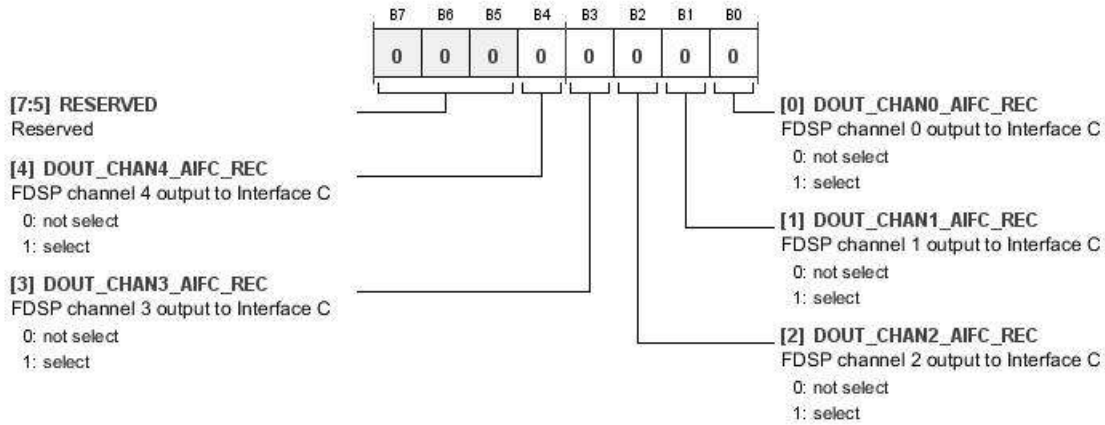 B7 B6 B5 B4 B3 B2 B1 B0
0 0 0 0 0 0 0 0
[7:5] RESERVED
Reserved
[4] DOUT_CHAN4_AIFC_REC
FDSP channel 4 output to Interface C
0: not select
1: select
[3] DOUT_CHAN3_AIFC_REC
FDSP channel 3 output to Interface C
0: not select
1: select
[0] DOUT_CHAN0_AIFC_REC
FDSP channel 0 output to Interface C
0: not select
1: select
[1] DOUT_CHAN1_AIFC_REC
FDSP channel 1 output to Interface C
0: not select
1: select
[2] DOUT_CHAN2_AIFC_REC
FDSP channel 2 output to Interface C
0: not select
1: select